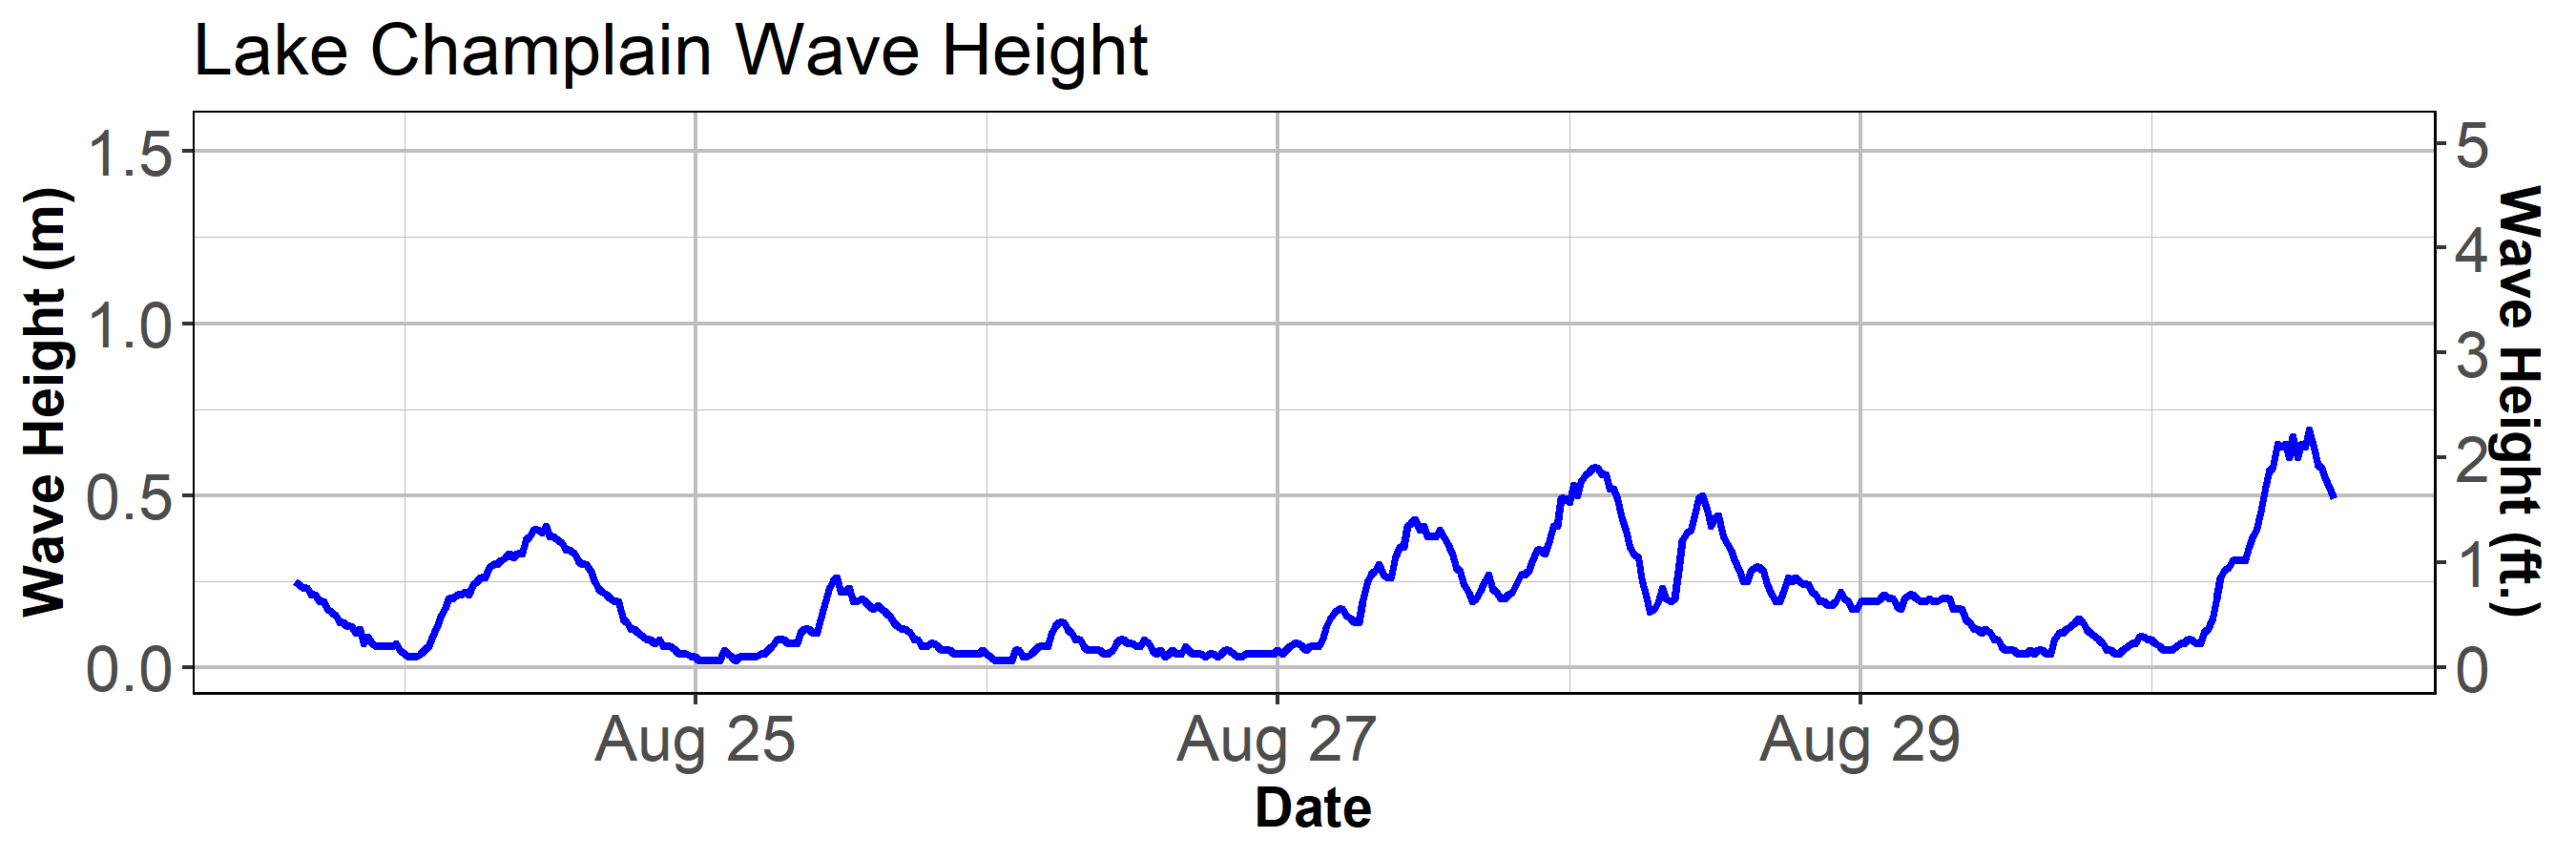 Lake Champlain Wave Height
Wave Height (m)
1.5
1.0
0.5
0.0
5
4
3
2
1
0
Wave Height (ft.)
Aug 25
Aug 27
Aug 29
Date